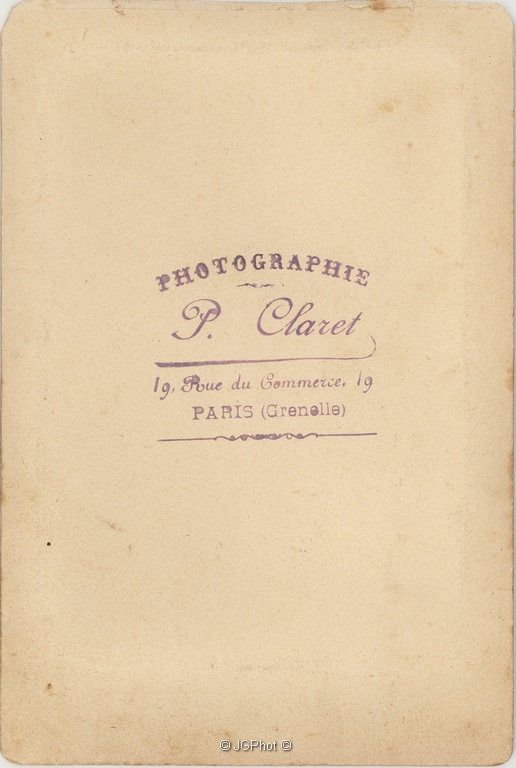 PHOTOGRAPHIE
P. Claret
19, Rue du Commerce, 19
PARIS (Grenelle)
© JGPhot ©